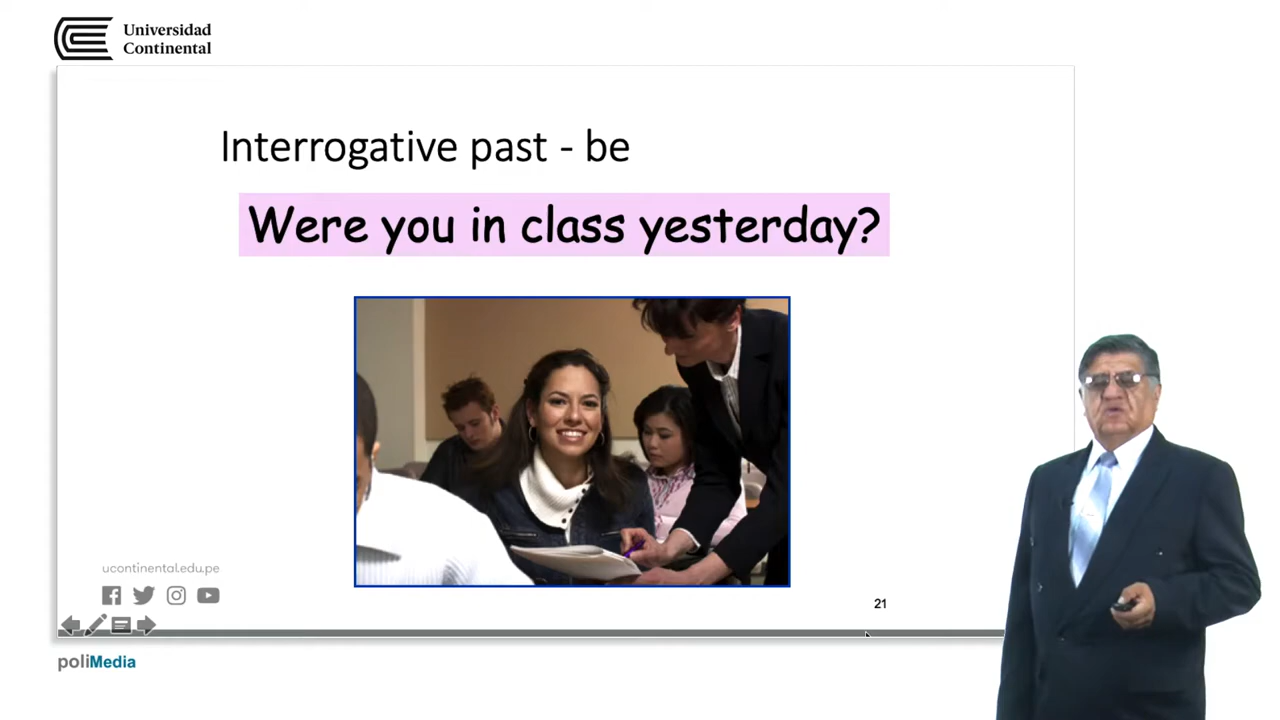 Universidad
Continental
Interrogative past - be
Were you in class yesterday?
ucontinental.edu.pe
21
poliMedia